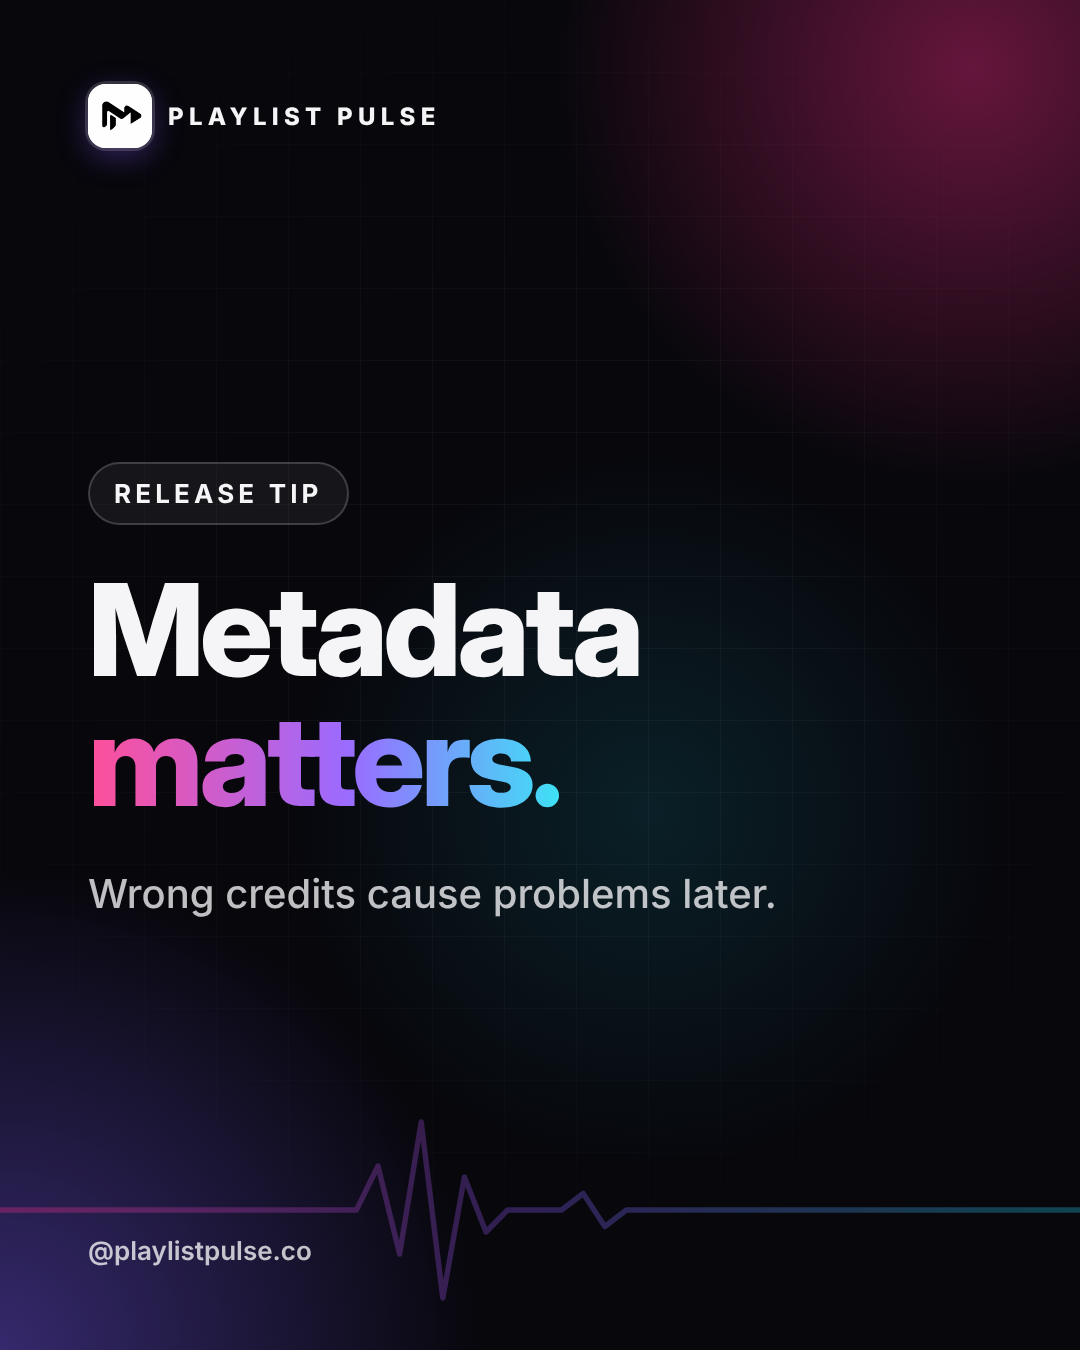 PLAYLIST PULSE
RELEASE TIP
Metadata
matters.
Wrong credits cause problems later.
@playlistpulse.co